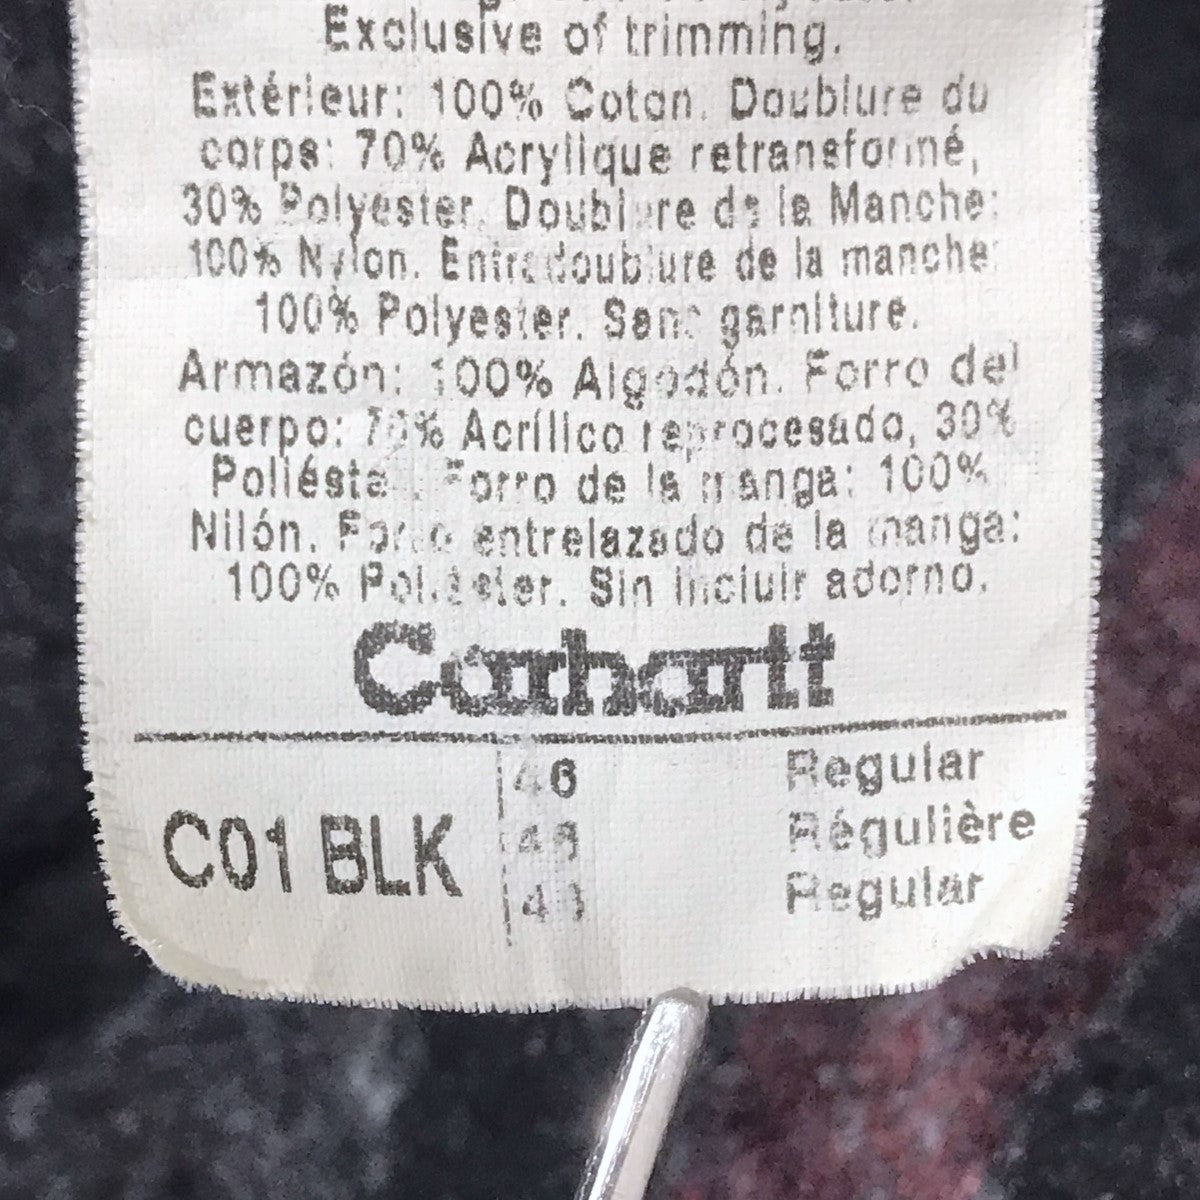 Exclusive of trimming.
Extérieur: 100% Coton. Doublure du
corps: 70% Acrylique retransformé,
30% Polyester. Doublure de la Manche:
100% Nylon. Entredoublure de la manche:
100% Polyester. Sans garniture.
Armazón: 100% Algodón. Forro del
cuerpo: 70% Acrílico reprocesado, 30%
Poliéster. Forro de la manga: 100%
Nilón. Forro entrelazado de la manga:
100% Poliéster. Sin incluir adorno.
Carhartt
C01 BLK
46 Regular
46 Régulière
Regular